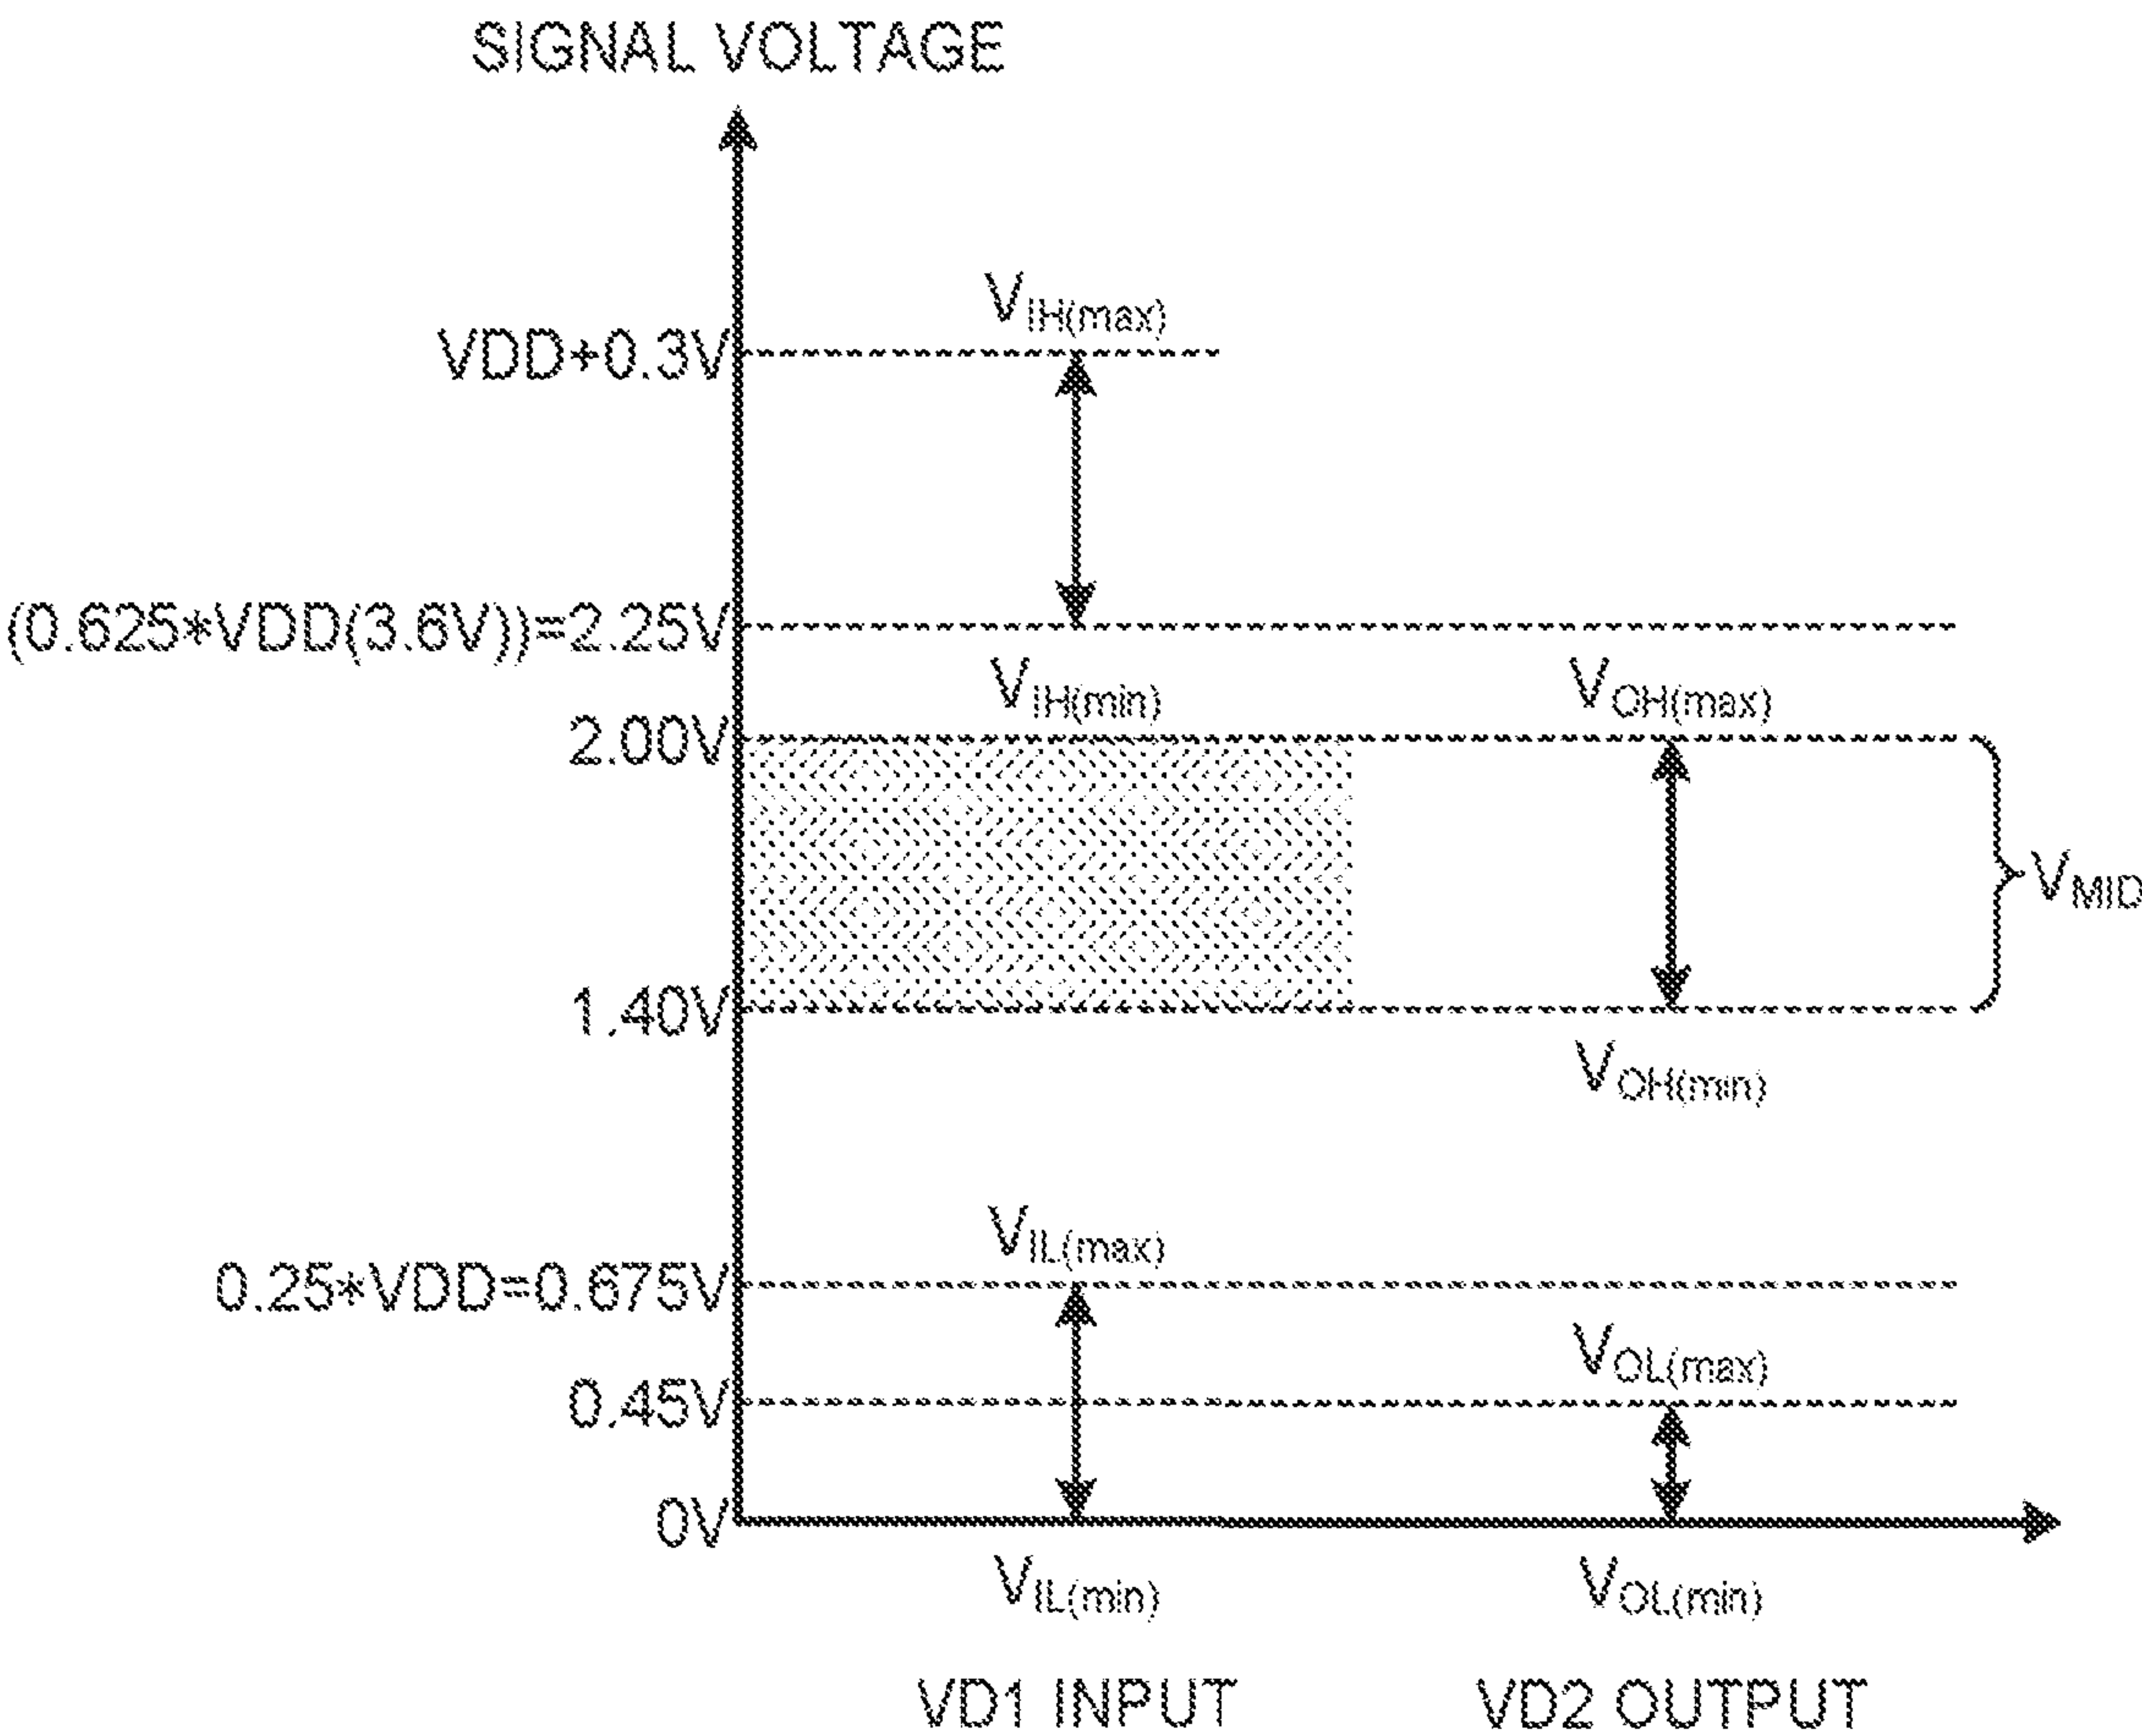 SIGNAL VOLTAGE
VIH(max)
VDD+0.3V
(0.625*VDD(3.6V))=2.25V
VIH(min) VOH(max)
2.00V
VMID
1.40V
VOH(min)
VIL(max)
0.25*VDD=0.675V
VOL(max)
0.45V
0V
VIL(min) VOL(min)
VD1 INPUT VD2 OUTPUT